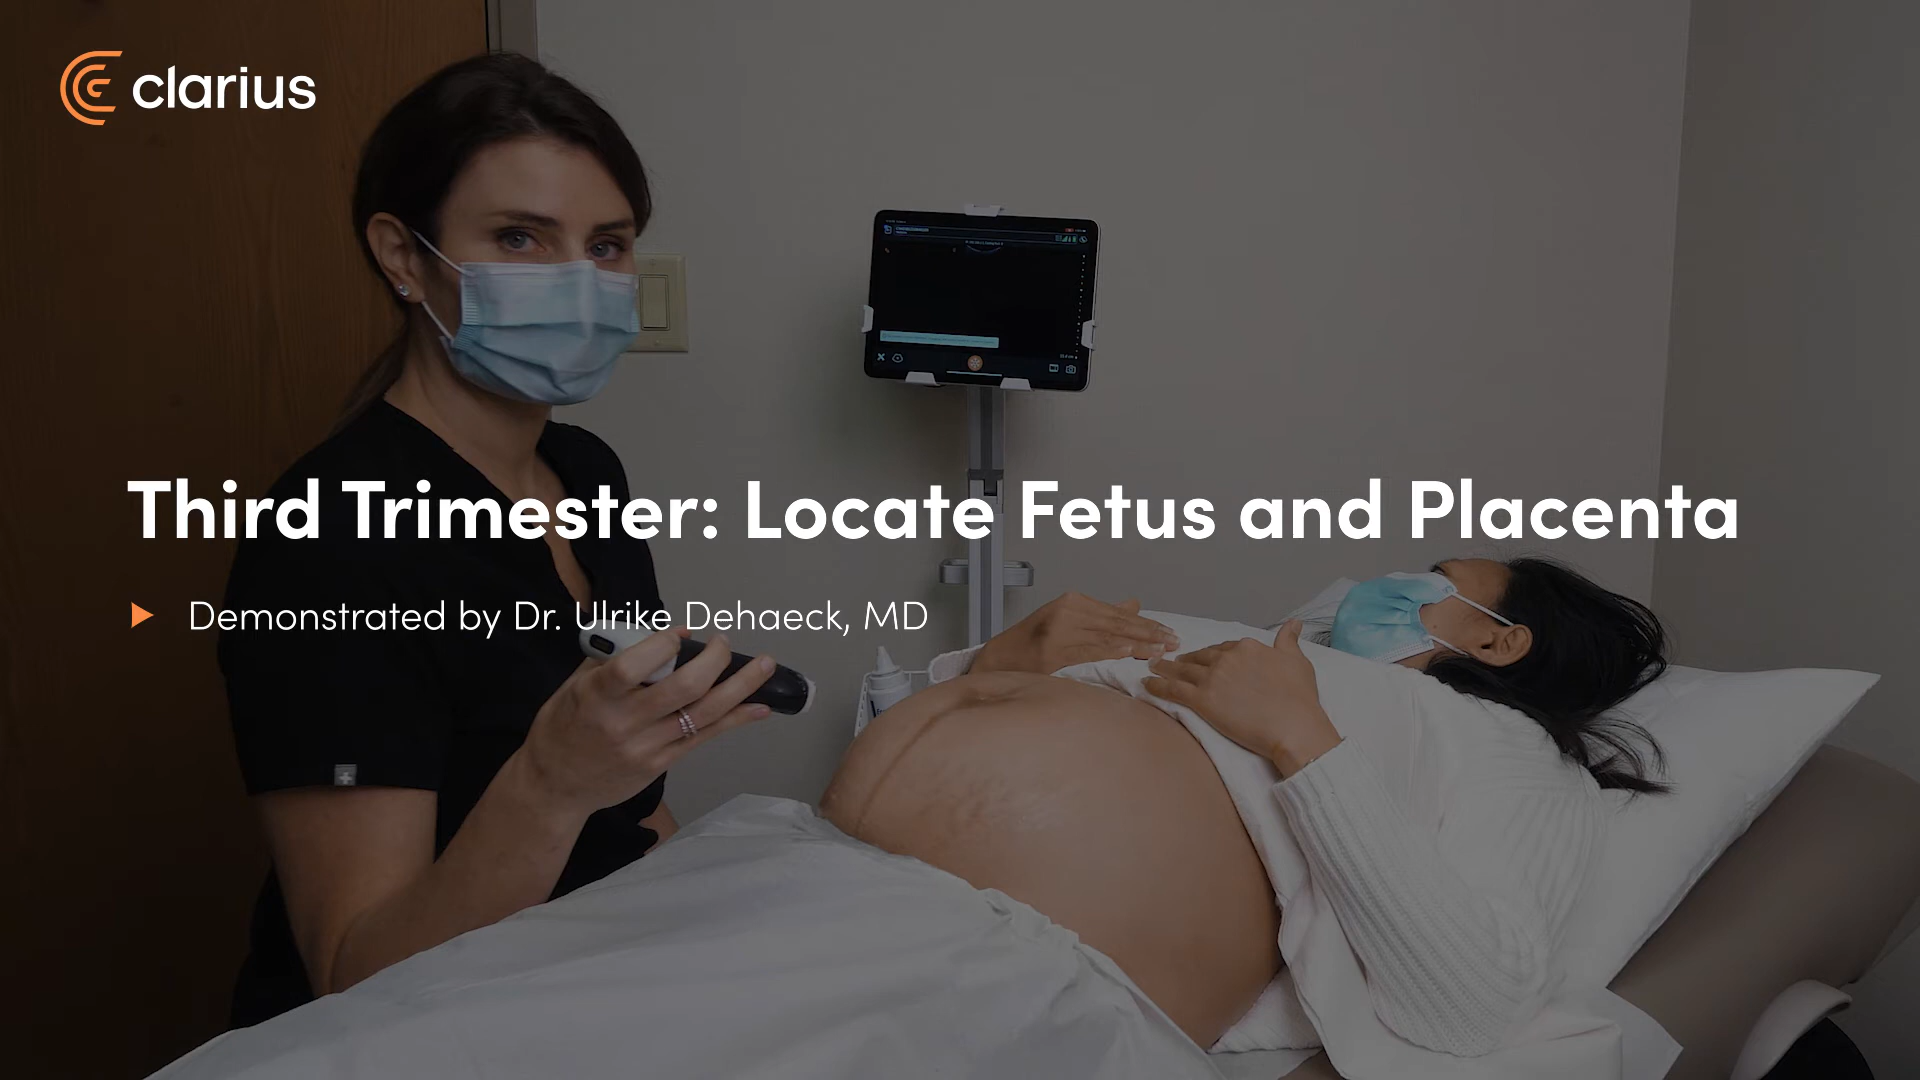 clarius
Third Trimester: Locate Fetus and Placenta
Demonstrated by Dr. Ulrike Dehaeck, MD